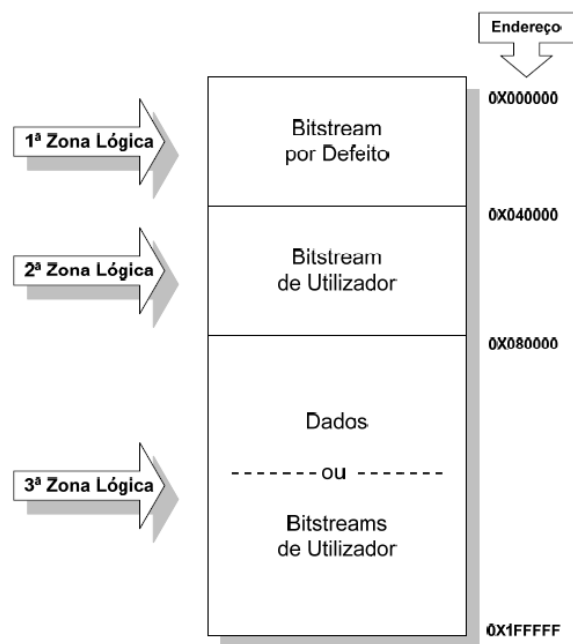 Endereço
0X000000
1ª Zona Lógica
Bitstream
por Defeito
0X040000
2ª Zona Lógica
Bitstream
de Utilizador
0X080000
Dados
ou
3ª Zona Lógica
Bitstreams
de Utilizador
0X1FFFFF